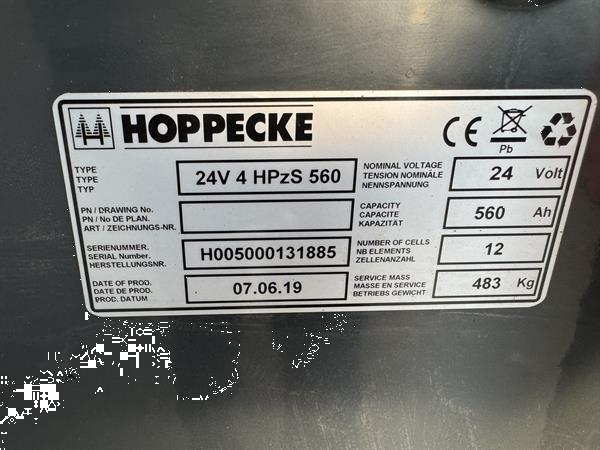 HOPPECKE
CE
Pb
TYPE
TYPE
TYP
24V 4 HPzS 560
NOMINAL VOLTAGE
TENSION NOMINÁLE
NENNSPANNUNG
24 Volt
PN / DRAWING No.
PN / No DE PLAN.
ART / ZEICHNUNGS-NR.
CAPACITY
CAPACITE
KAPAZITÄT
560 Ah
SERIENUMMER.
SERIAL Number.
HERSTELLUNGSNR.
H005000131885
NUMBER OF CELLS
NB ELEMENTS
ZELLENANZAHL
12
DATE OF PROD.
DATE DE PROD.
PROD. DATUM
07.06.19
SERVICE MASS
MASSE EN SERVICE
BETRIEBS GEWICHT
483 Kg